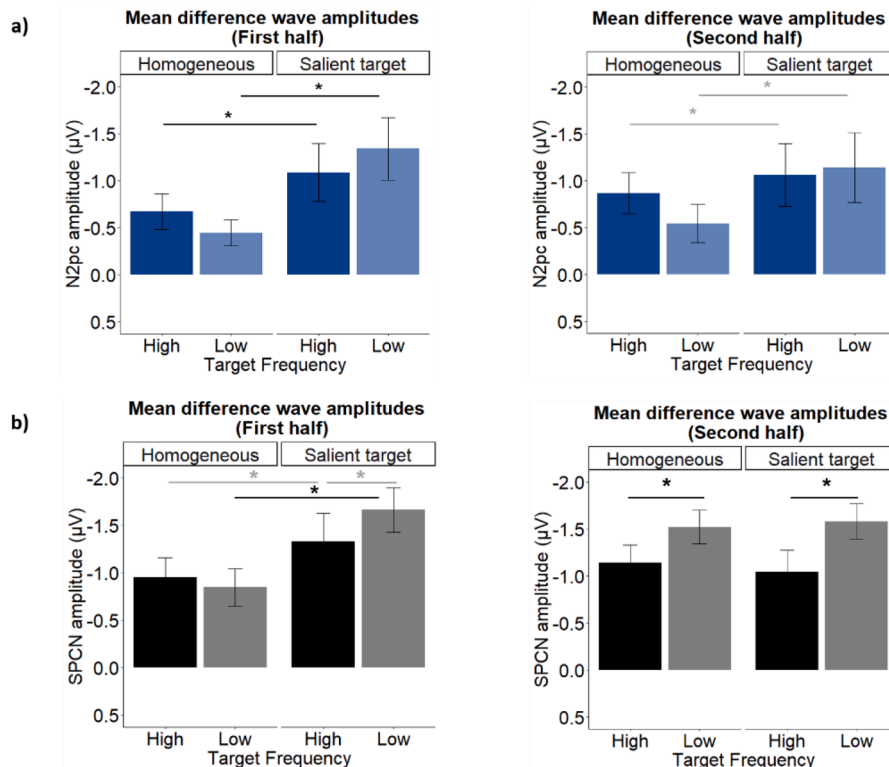 a)
Mean difference wave amplitudes
(First half)
Homogeneous
Salient target
N2pc amplitude (µV)
-2.0
-1.5
-1.0
-0.5
0.0
0.5
*
*
High
Low
High
Low
Target Frequency
Mean difference wave amplitudes
(Second half)
Homogeneous
Salient target
N2pc amplitude (µV)
-2.0
-1.5
-1.0
-0.5
0.0
0.5
*
*
High
Low
High
Low
Target Frequency
b)
Mean difference wave amplitudes
(First half)
Homogeneous
Salient target
SPCN amplitude (µV)
-2.0
-1.5
-1.0
-0.5
0.0
0.5
*
*
*
High
Low
High
Low
Target Frequency
Mean difference wave amplitudes
(Second half)
Homogeneous
Salient target
SPCN amplitude (µV)
-2.0
-1.5
-1.0
-0.5
0.0
0.5
*
*
High
Low
High
Low
Target Frequency